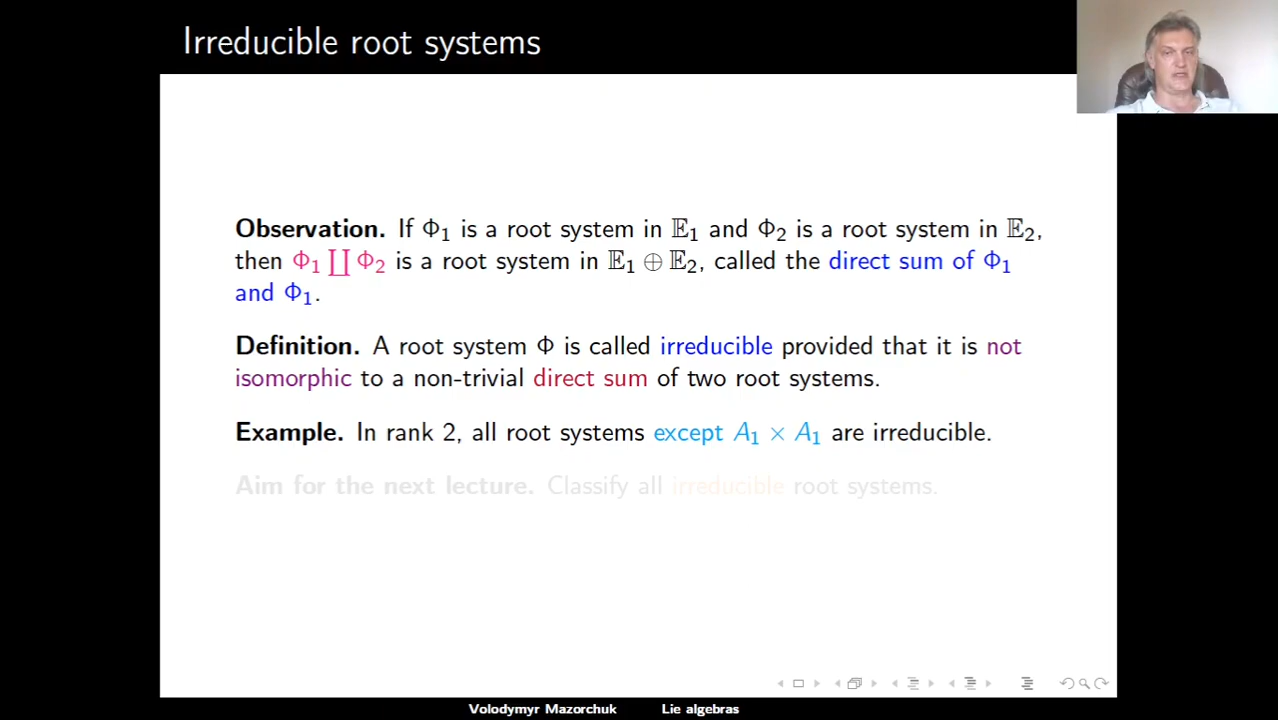 Irreducible root systems
Observation. If Φ₁ is a root system in 𝔼₁ and Φ₂ is a root system in 𝔼₂,
then Φ₁ ∐ Φ₂ is a root system in 𝔼₁ ⊕ 𝔼₂, called the direct sum of Φ₁
and Φ₁.
Definition. A root system Φ is called irreducible provided that it is not
isomorphic to a non-trivial direct sum of two root systems.
Example. In rank 2, all root systems except A₁ × A₁ are irreducible.
Aim for the next lecture. Classify all irreducible root systems.
Volodymyr Mazorchuk Lie algebras